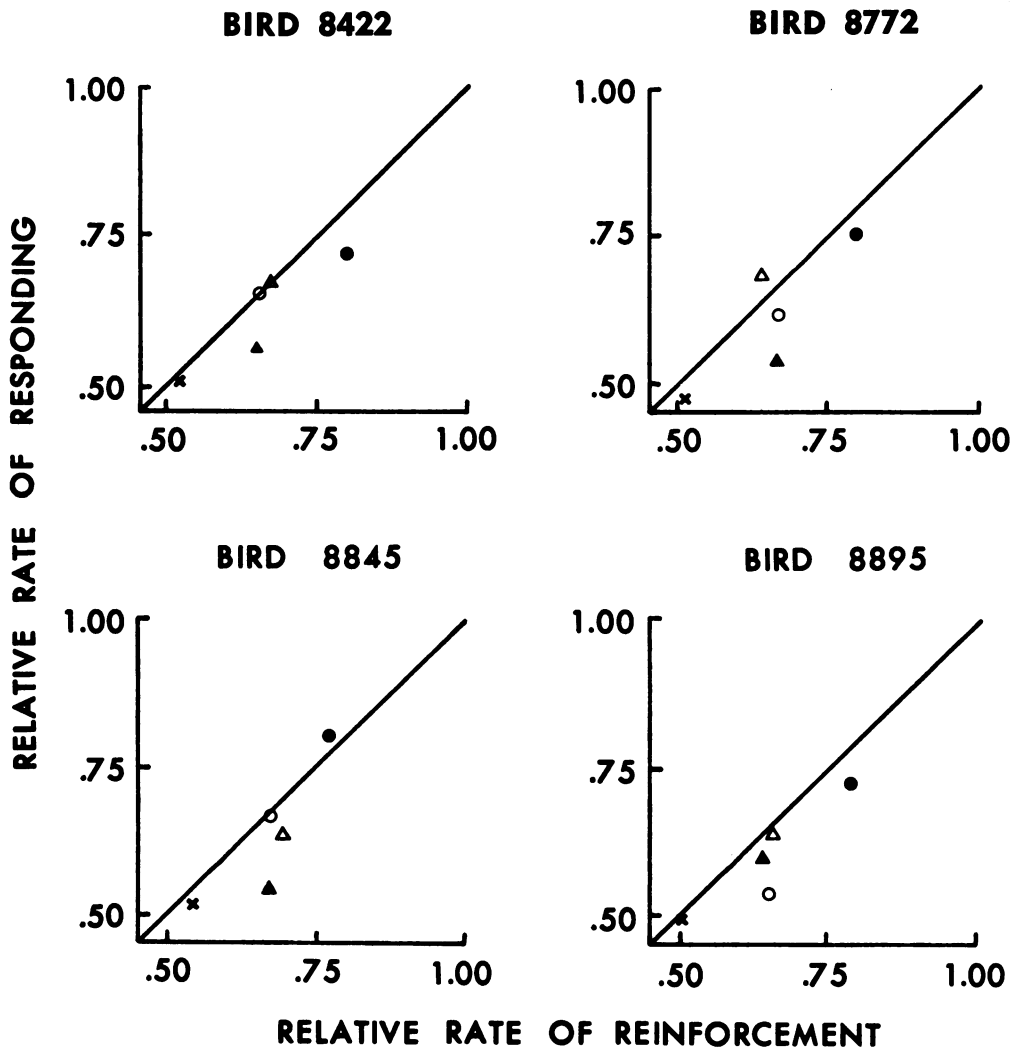 BIRD 8422
BIRD 8772
1.00
.75
.50
.50 .75 1.00
1.00
.75
.50
.50 .75 1.00
RELATIVE RATE OF RESPONDING
BIRD 8845
BIRD 8895
1.00
.75
.50
.50 .75 1.00
1.00
.75
.50
.50 .75 1.00
RELATIVE RATE OF REINFORCEMENT